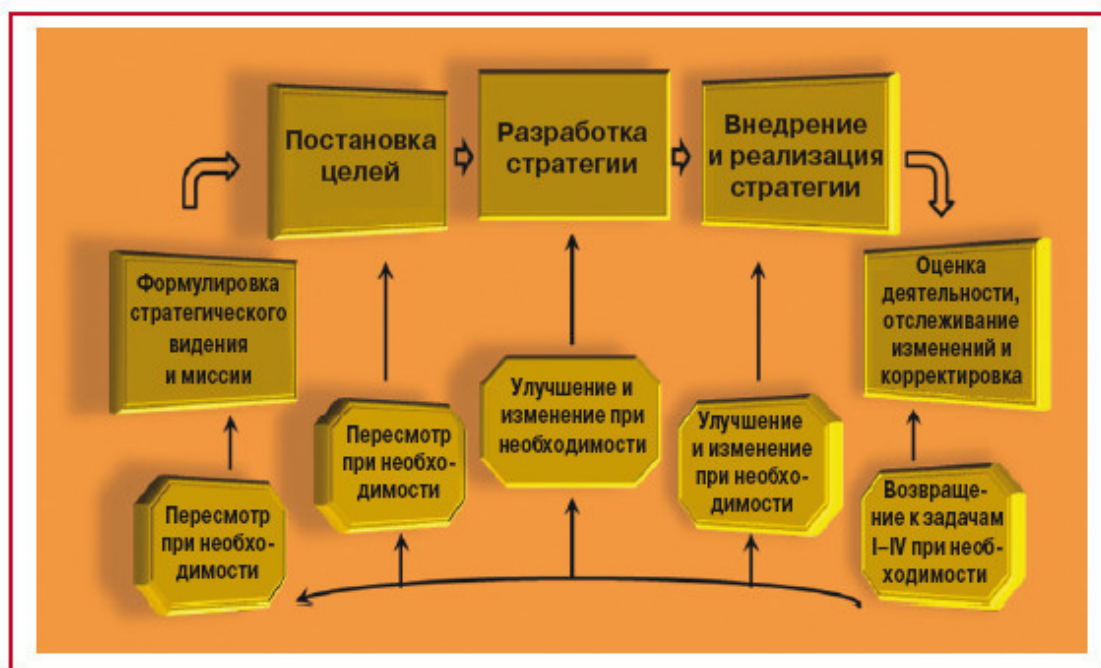 Формулировка
стратегического
видения
и миссии
Постановка
целей
Разработка
стратегии
Внедрение
и реализация
стратегии
Оценка
деятельности,
отслеживание
изменений и
корректировка
Пересмотр
при необхо-
димости
Пересмотр
при необхо-
димости
Улучшение и
изменение при
необходимости
Улучшение
и изменение
при необхо-
димости
Возвраще-
ние к задачам
I–IV при необ-
ходимости